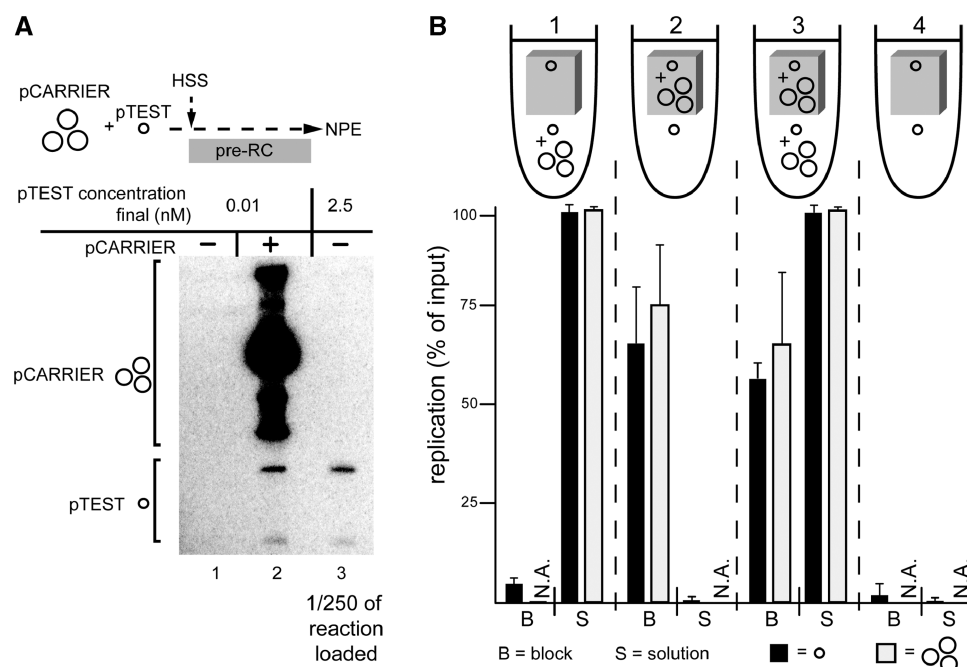 A
HSS
pCARRIER
+
pTEST
NPE
pre-RC
pTEST concentration
final (nM)
0.01
2.5
pCARRIER
−
+
−
pCARRIER
pTEST
1
2
3
1/250 of
reaction
loaded
B
1
2
3
4
+
+
+
+
replication (% of input)
100
75
50
25
N.A.
N.A.
N.A.
N.A.
B
S
B
S
B
S
B
S
B = block
S = solution
=
=